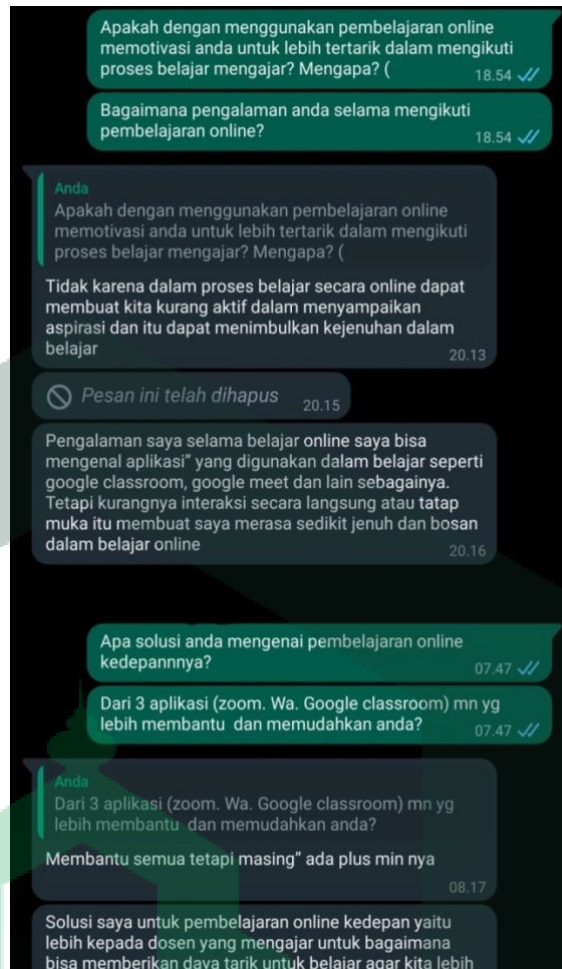 Apakah dengan menggunakan pembelajaran online
memotivasi anda untuk lebih tertarik dalam mengikuti
proses belajar mengajar? Mengapa? (
18.54
Bagaimana pengalaman anda selama mengikuti
pembelajaran online?
18.54
Anda
Apakah dengan menggunakan pembelajaran online
memotivasi anda untuk lebih tertarik dalam mengikuti
proses belajar mengajar? Mengapa? (
Tidak karena dalam proses belajar secara online dapat
membuat kita kurang aktif dalam menyampaikan
aspirasi dan itu dapat menimbulkan kejenuhan dalam
belajar
20.13
Pesan ini telah dihapus 20.15
Pengalaman saya selama belajar online saya bisa
mengenal aplikasi” yang digunakan dalam belajar seperti
google classroom, google meet dan lain sebagainya.
Tetapi kurangnya interaksi secara langsung atau tatap
muka itu membuat saya merasa sedikit jenuh dan bosan
dalam belajar online
20.16
Apa solusi anda mengenai pembelajaran online
kedepannnya?
07.47
Dari 3 aplikasi (zoom. Wa. Google classroom) mn yg
lebih membantu dan memudahkan anda?
07.47
Anda
Dari 3 aplikasi (zoom. Wa. Google classroom) mn yg
lebih membantu dan memudahkan anda?
Membantu semua tetapi masing” ada plus min nya
08.17
Solusi saya untuk pembelajaran online kedepan yaitu
lebih kepada dosen yang mengajar untuk bagaimana
bisa memberikan daya tarik untuk belajar agar kita lebih